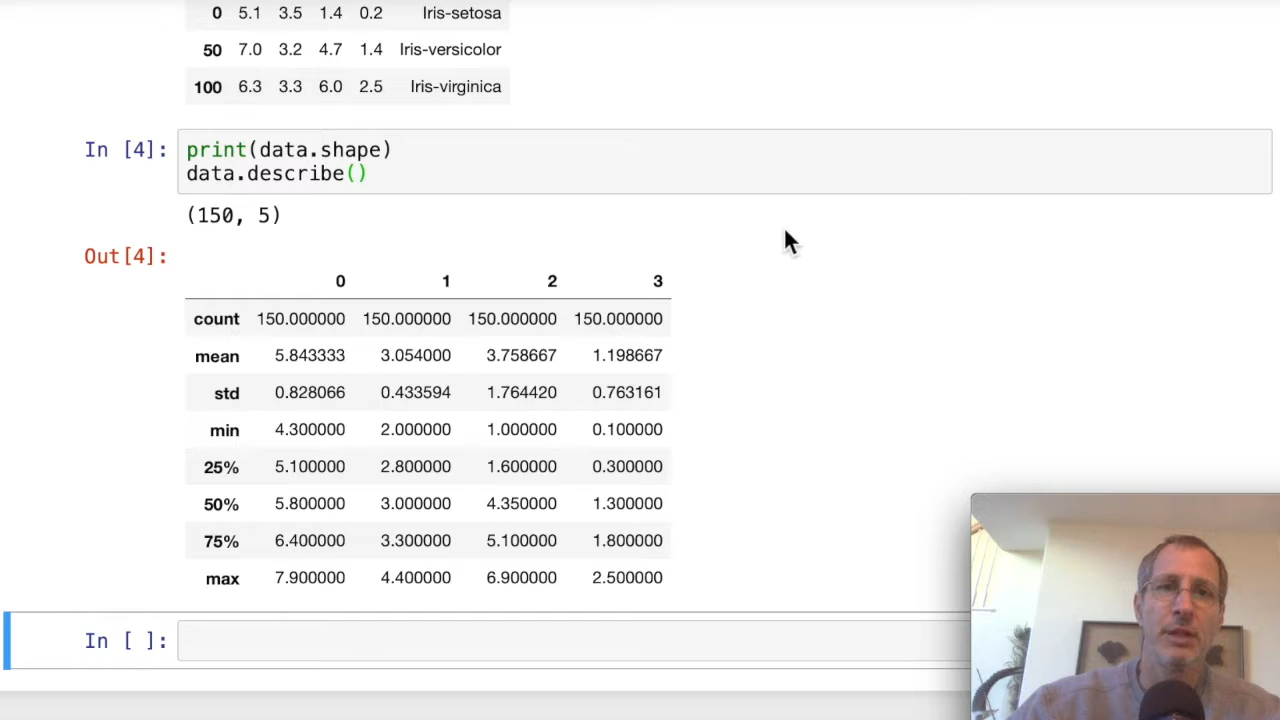 0 5.1 3.5 1.4 0.2 Iris-setosa
50 7.0 3.2 4.7 1.4 Iris-versicolor
100 6.3 3.3 6.0 2.5 Iris-virginica
In [4]: print(data.shape)
data.describe()
(150, 5)
Out[4]:
0 1 2 3
count 150.000000 150.000000 150.000000 150.000000
mean 5.843333 3.054000 3.758667 1.198667
std 0.828066 0.433594 1.764420 0.763161
min 4.300000 2.000000 1.000000 0.100000
25% 5.100000 2.800000 1.600000 0.300000
50% 5.800000 3.000000 4.350000 1.300000
75% 6.400000 3.300000 5.100000 1.800000
max 7.900000 4.400000 6.900000 2.500000
In [ ]: